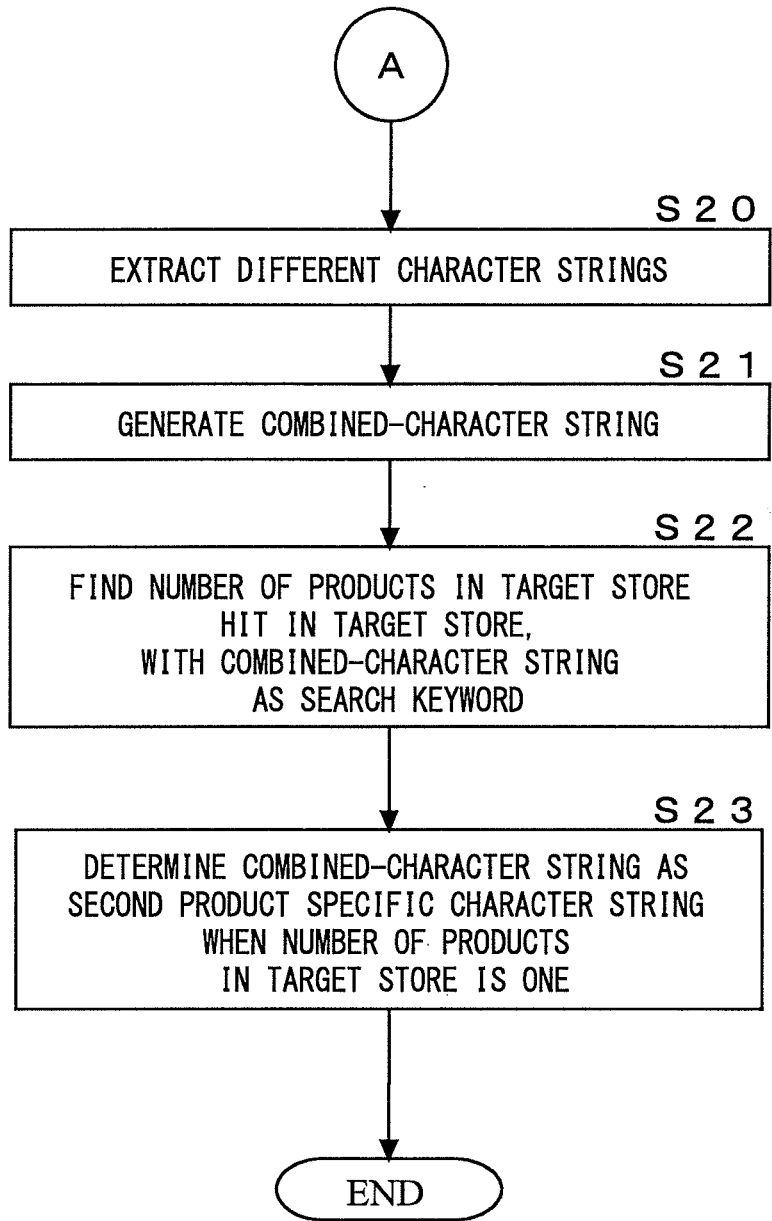 A
S20
EXTRACT DIFFERENT CHARACTER STRINGS
S21
GENERATE COMBINED-CHARACTER STRING
S22
FIND NUMBER OF PRODUCTS IN TARGET STORE
HIT IN TARGET STORE,
WITH COMBINED-CHARACTER STRING
AS SEARCH KEYWORD
S23
DETERMINE COMBINED-CHARACTER STRING AS
SECOND PRODUCT SPECIFIC CHARACTER STRING
WHEN NUMBER OF PRODUCTS
IN TARGET STORE IS ONE
END